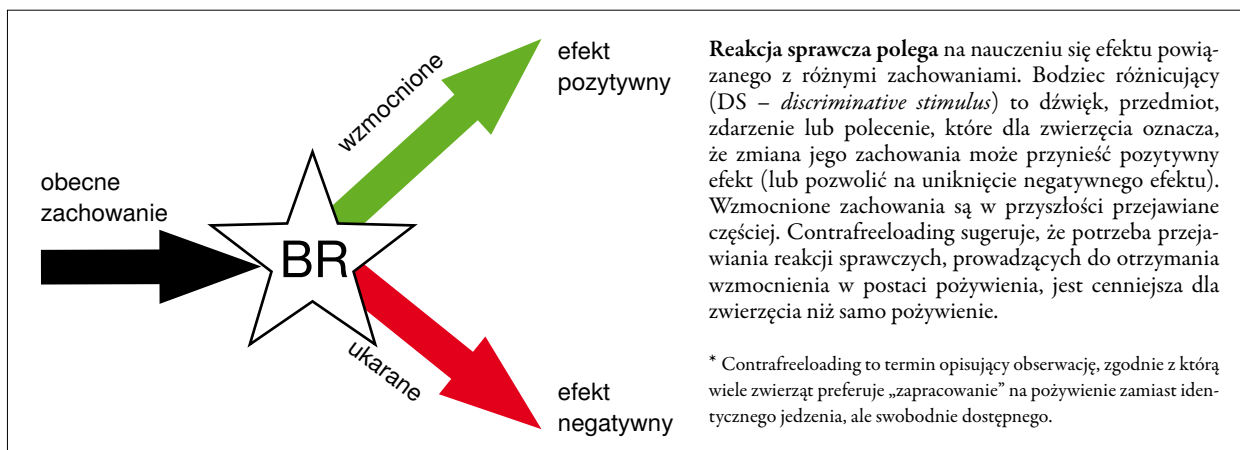 obecne
zachowanie
BR
wzmocnione
efekt
pozytywny
ukarane
efekt
negatywny
Reakcja sprawcza polega na nauczeniu się efektu powią-
zanego z różnymi zachowaniami. Bodziec różnicujący
(DS – discriminative stimulus) to dźwięk, przedmiot,
zdarzenie lub polecenie, które dla zwierzęcia oznacza,
że zmiana jego zachowania może przynieść pozytywny
efekt (lub pozwolić na uniknięcie negatywnego efektu).
Wzmocnione zachowania są w przyszłości przejawiane
częściej. Contrafreeloading sugeruje, że potrzeba przeja-
wiania reakcji sprawczych, prowadzących do otrzymania
wzmocnienia w postaci pożywienia, jest cenniejsza dla
zwierzęcia niż samo pożywienie.
* Contrafreeloading to termin opisujący obserwację, zgodnie z którą
wiele zwierząt preferuje „zapracowanie” na pożywienie zamiast iden-
tycznego jedzenia, ale swobodnie dostępnego.